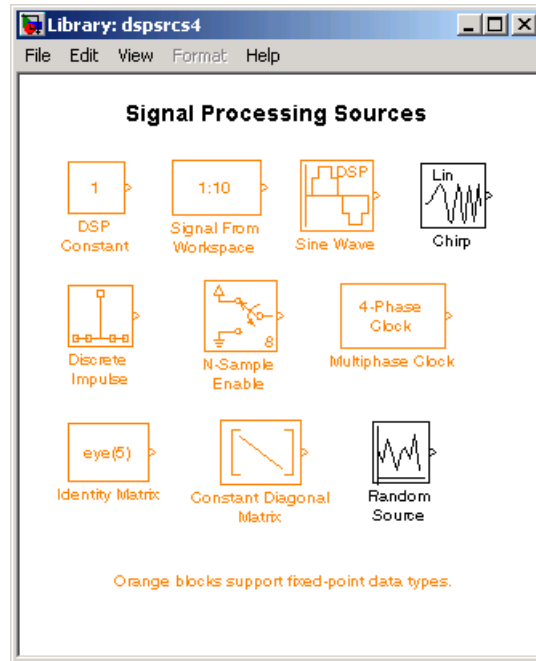 Library: dspsrcs4
File Edit View Format Help
Signal Processing Sources
1
1:10
DSP
Lin
DSP
Constant
Signal From
Workspace
Sine Wave
Chirp
4-Phase
Clock
8
Discrete
Impulse
N-Sample
Enable
Multiphase Clock
eye(5)
Identity Matrix
Constant Diagonal
Matrix
Random
Source
Orange blocks support fixed-point data types.